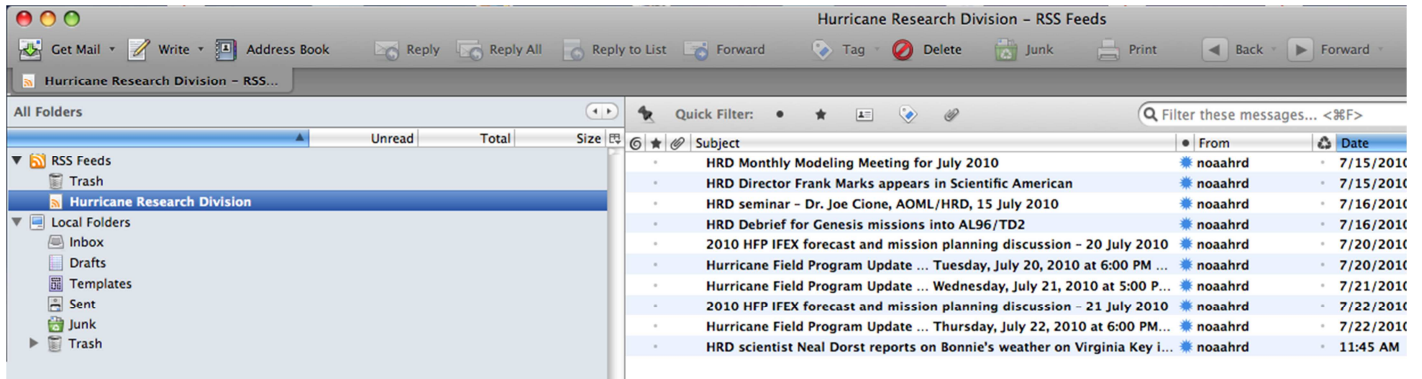 Hurricane Research Division – RSS Feeds
Get Mail Write Address Book Reply Reply All Reply to List Forward Tag Delete Junk Print Back Forward
Hurricane Research Division – RSS...
All Folders
Quick Filter: Filter these messages... <⌘F>
Unread Total Size
Subject From Date
RSS Feeds
Trash
Hurricane Research Division
Local Folders
Inbox
Drafts
Templates
Sent
Junk
Trash
HRD Monthly Modeling Meeting for July 2010 noaahrd 7/15/2010
HRD Director Frank Marks appears in Scientific American noaahrd 7/15/2010
HRD seminar – Dr. Joe Cione, AOML/HRD, 15 July 2010 noaahrd 7/16/2010
HRD Debrief for Genesis missions into AL96/TD2 noaahrd 7/16/2010
2010 HFP IFEX forecast and mission planning discussion – 20 July 2010 noaahrd 7/20/2010
Hurricane Field Program Update ... Tuesday, July 20, 2010 at 6:00 PM ... noaahrd 7/20/2010
Hurricane Field Program Update ... Wednesday, July 21, 2010 at 5:00 P... noaahrd 7/21/2010
2010 HFP IFEX forecast and mission planning discussion – 21 July 2010 noaahrd 7/22/2010
Hurricane Field Program Update ... Thursday, July 22, 2010 at 6:00 PM... noaahrd 7/22/2010
HRD scientist Neal Dorst reports on Bonnie's weather on Virginia Key i... noaahrd 11:45 AM